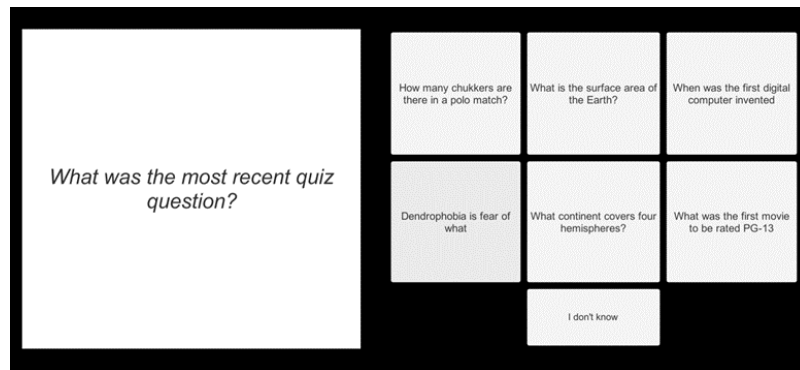 What was the most recent quiz
question?
How many chukkers are
there in a polo match?
What is the surface area of
the Earth?
When was the first digital
computer invented
Dendrophobia is fear of
what
What continent covers four
hemispheres?
What was the first movie
to be rated PG-13
I don't know